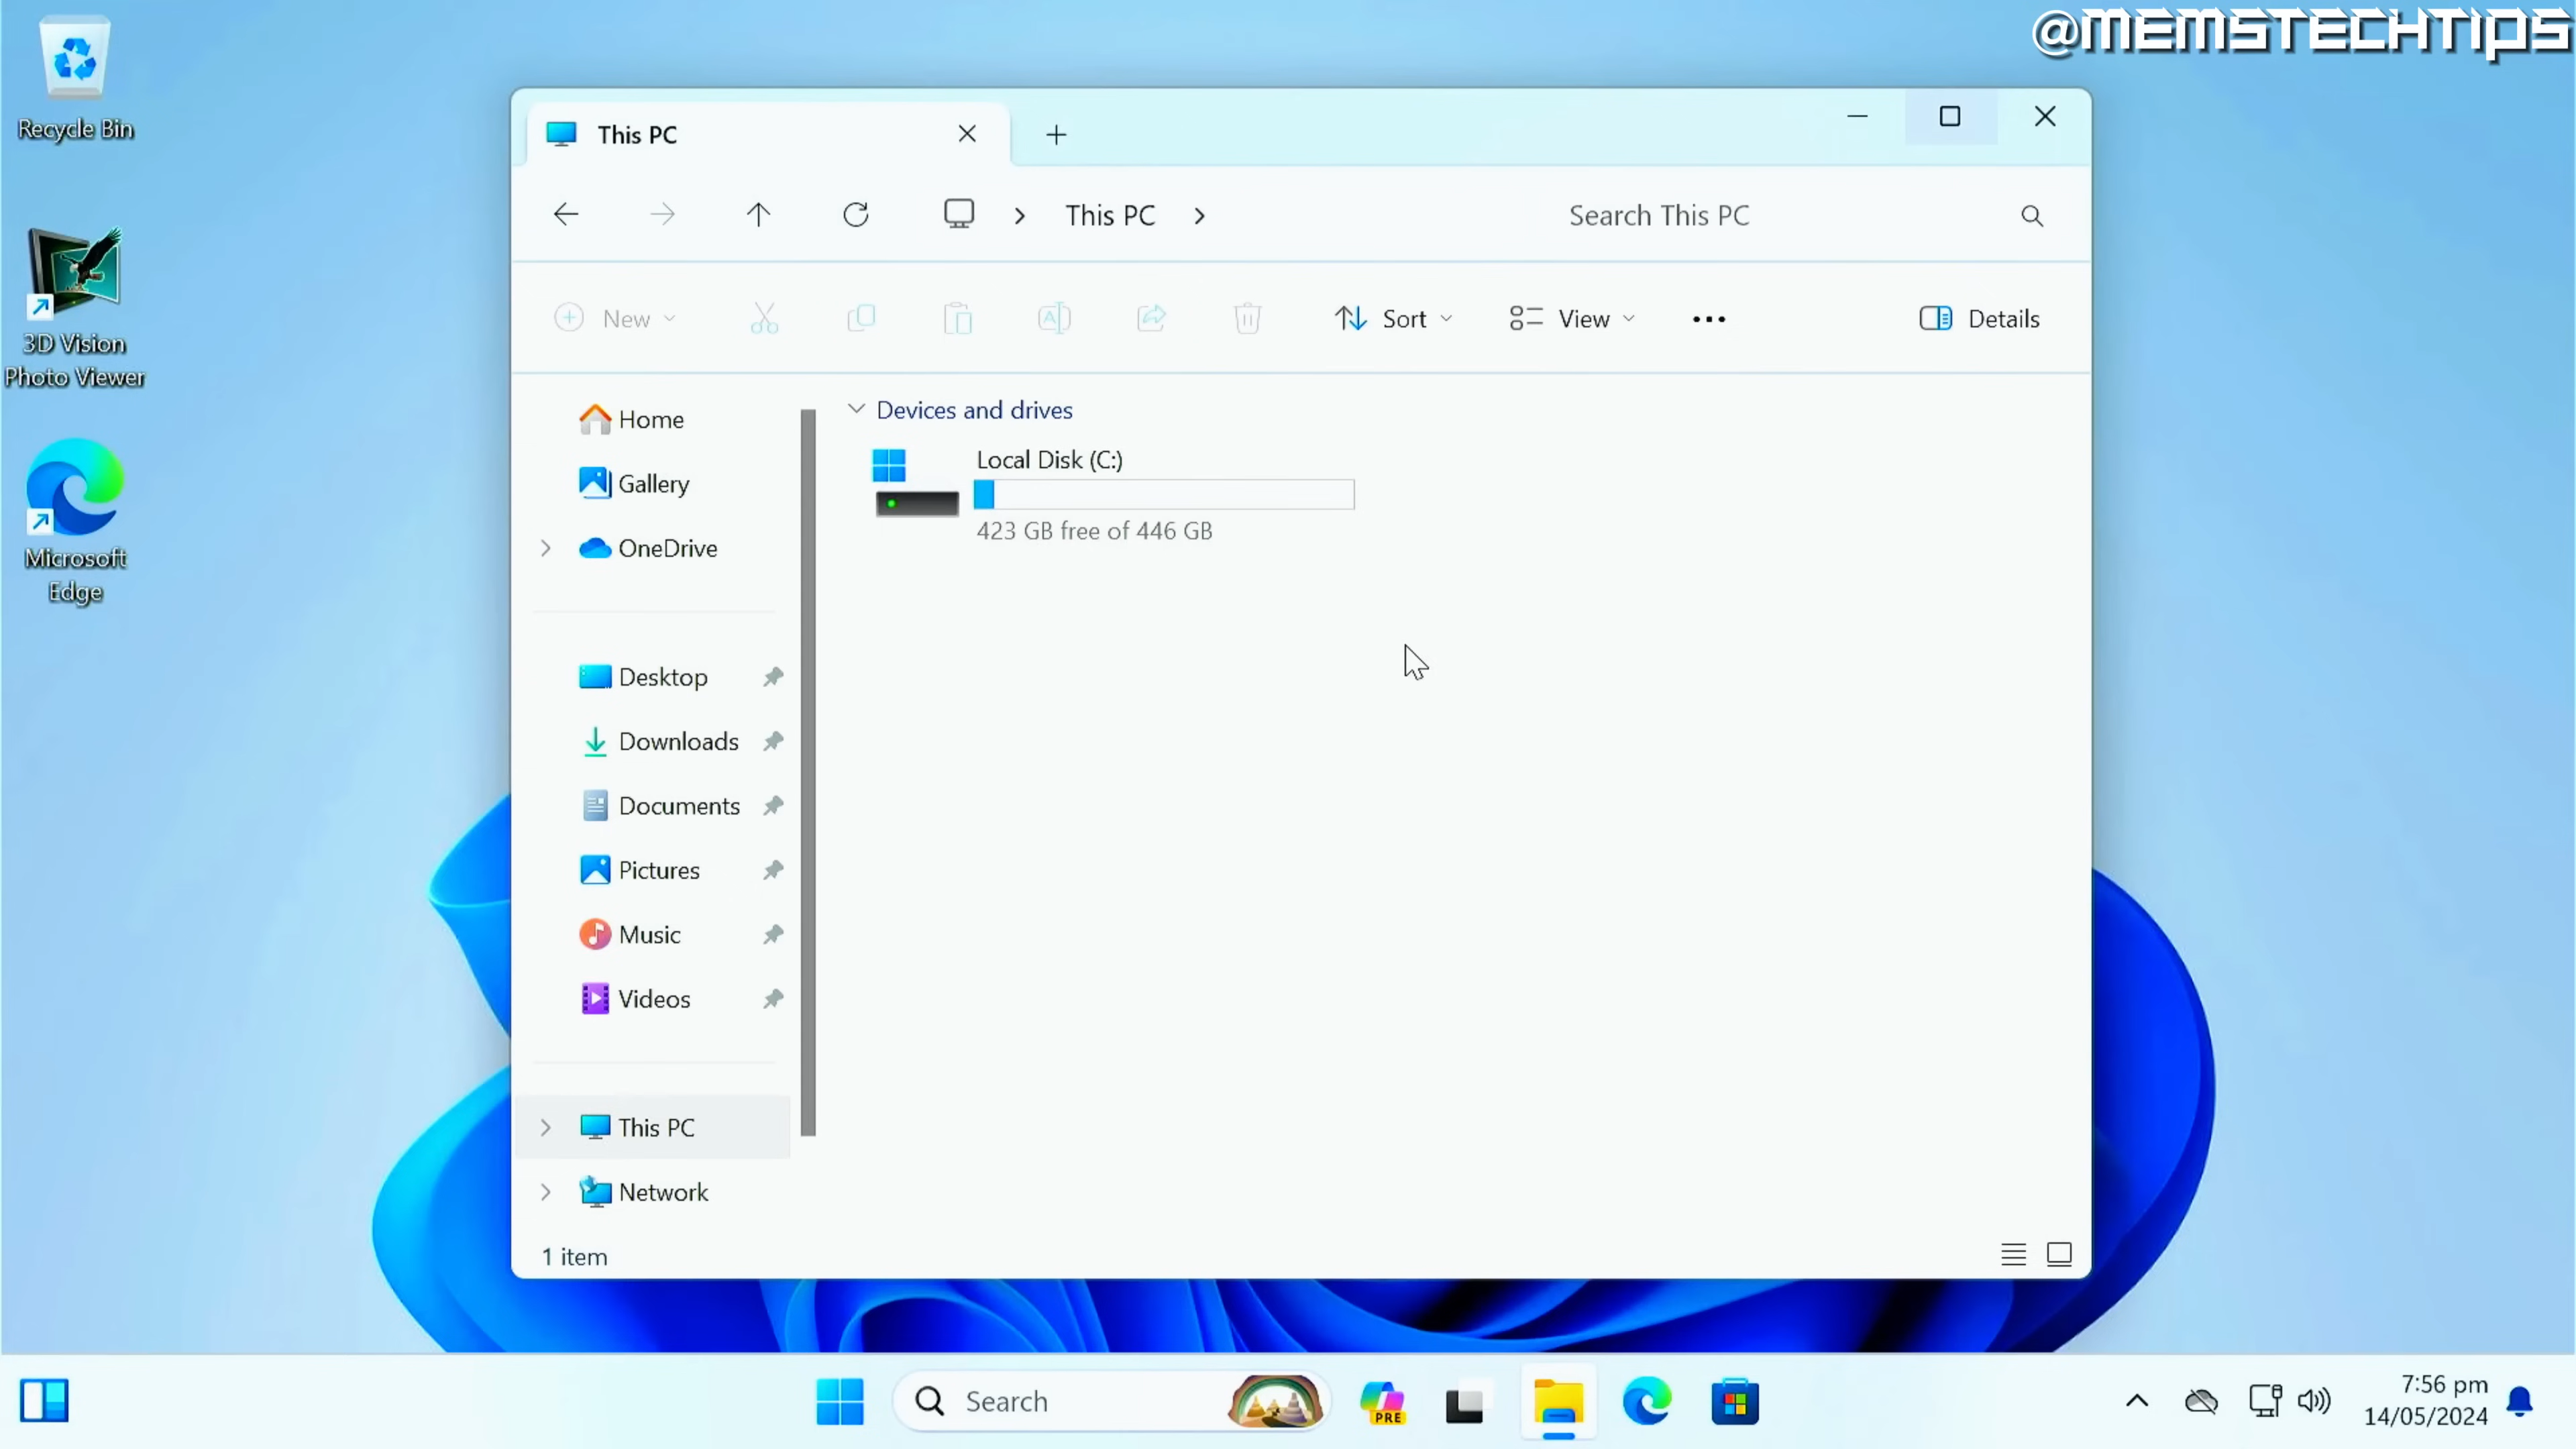 @MEMSTECHTIPS
Recycle Bin
3D Vision
Photo Viewer
Microsoft
Edge
This PC
This PC
Search This PC
New
Sort
View
Details
Home
Gallery
OneDrive
Desktop
Downloads
Documents
Pictures
Music
Videos
This PC
Network
Devices and drives
Local Disk (C:)
423 GB free of 446 GB
1 item
Search
PRE
7:56 pm
14/05/2024